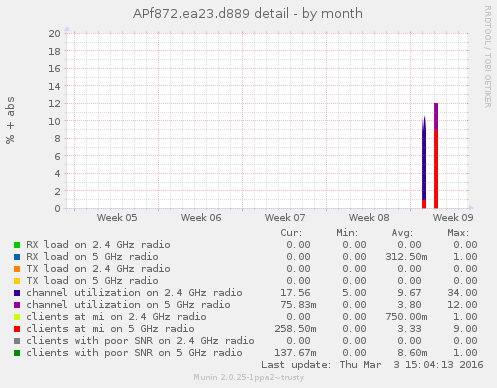 APf872.ea23.d889 detail - by month
RRDTOOL / TOBI OETIKER
% + abs
20
18
16
14
12
10
8
6
4
2
0
Week 05 Week 06 Week 07 Week 08 Week 09
Cur: Min: Avg: Max:
RX load on 2.4 GHz radio 0.00 0.00 0.00 0.00
RX load on 5 GHz radio 0.00 0.00 312.50m 1.00
TX load on 2.4 GHz radio 0.00 0.00 0.00 0.00
TX load on 5 GHz radio 0.00 0.00 0.00 0.00
channel utilization on 2.4 GHz radio 17.56 5.00 9.67 34.00
channel utilization on 5 GHz radio 75.83m 0.00 3.80 12.00
clients at mi on 2.4 GHz radio 0.00 0.00 750.00m 1.00
clients at mi on 5 GHz radio 258.50m 0.00 3.33 9.00
clients with poor SNR on 2.4 GHz radio 0.00 0.00 0.00 0.00
clients with poor SNR on 5 GHz radio 137.67m 0.00 8.60m 1.00
Last update: Thu Mar 3 15:04:13 2016
Munin 2.0.25-1ppa2~trusty